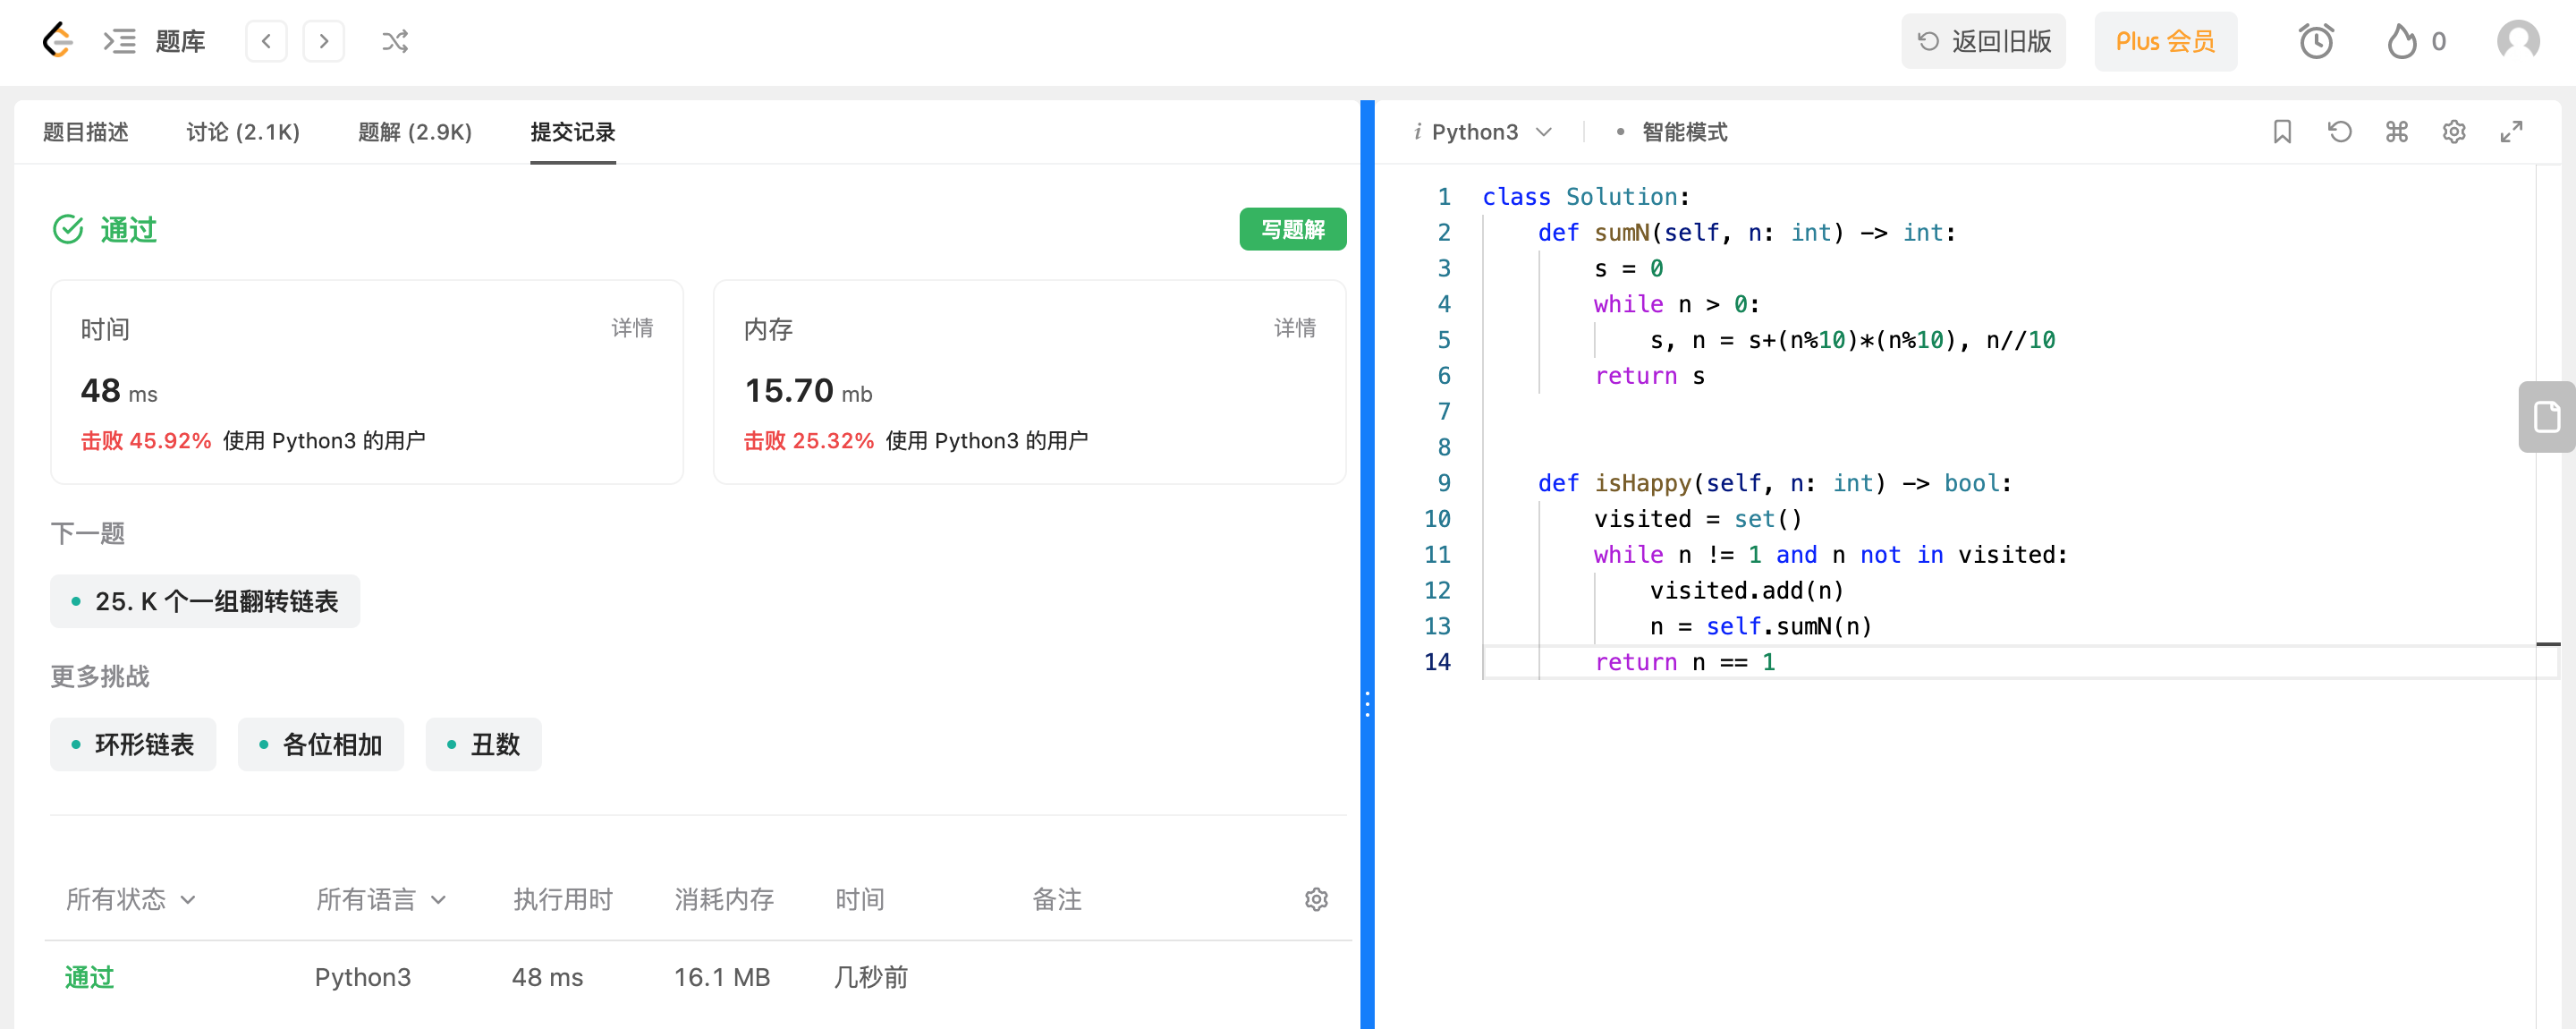 题库
返回旧版
Plus 会员
0
题目描述 讨论 (2.1K) 题解 (2.9K) 提交记录
通过
写题解
时间 详情
48 ms
击败 45.92% 使用 Python3 的用户
内存 详情
15.70 mb
击败 25.32% 使用 Python3 的用户
下一题
25. K 个一组翻转链表
更多挑战
环形链表 各位相加 丑数
所有状态 所有语言 执行用时 消耗内存 时间 备注
通过 Python3 48 ms 16.1 MB 几秒前
i Python3 • 智能模式
1 class Solution:
2     def sumN(self, n: int) -> int:
3         s = 0
4         while n > 0:
5             s, n = s+(n%10)*(n%10), n//10
6         return s
7
8
9     def isHappy(self, n: int) -> bool:
10         visited = set()
11         while n != 1 and n not in visited:
12             visited.add(n)
13             n = self.sumN(n)
14         return n == 1